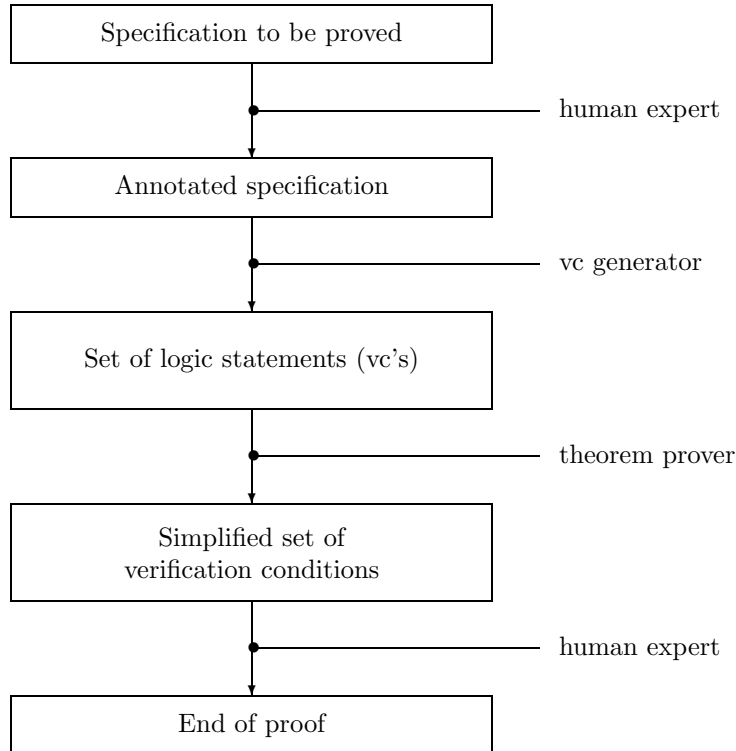 Specification to be proved
human expert
Annotated specification
vc generator
Set of logic statements (vc's)
theorem prover
Simplified set of
verification conditions
human expert
End of proof